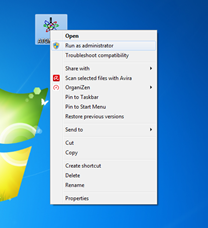 Open
Run as administrator
Troubleshoot compatibility
Share with
Scan selected files with Avira
OrganiZen
Pin to Taskbar
Pin to Start Menu
Restore previous versions
Send to
Cut
Copy
Create shortcut
Delete
Rename
Properties